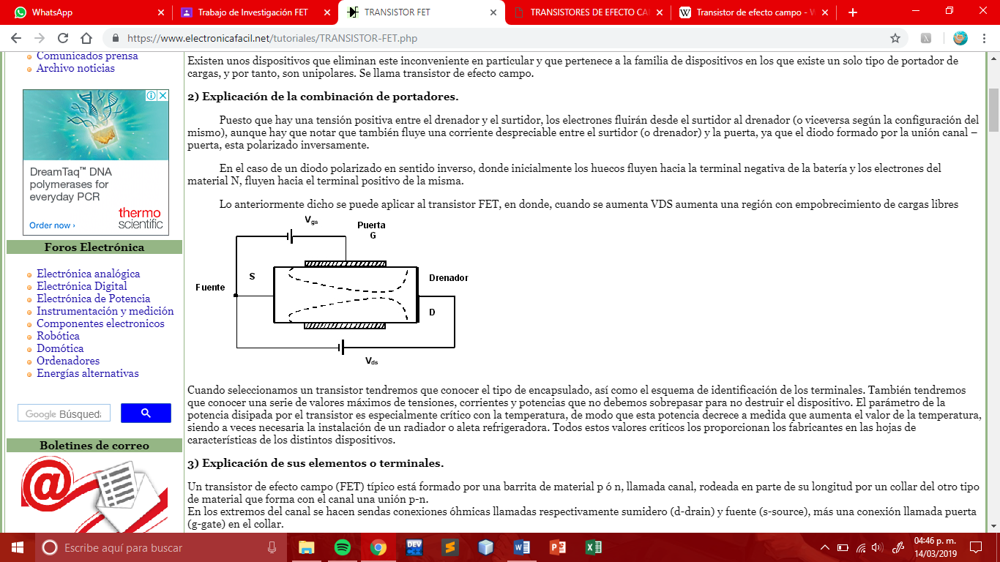 WhatsApp
Trabajo de Investigación FET
TRANSISTOR FET
TRANSISTORES DE EFECTO CA
Transistor de efecto campo - W
https://www.electronicafacil.net/tutoriales/TRANSISTOR-FET.php
Comunicados prensa
Archivo noticias
DreamTaq™ DNA
polymerases for
everyday PCR
Order now ›
thermo
scientific
Foros Electrónica
Electrónica analógica
Electrónica Digital
Electrónica de Potencia
Instrumentación y medición
Componentes electronicos
Robótica
Domótica
Ordenadores
Energías alternativas
Google Búsqueda
Boletines de correo
@
Existen unos dispositivos que eliminan este inconveniente en particular y que pertenece a la familia de dispositivos en los que existe un solo tipo de portador de
cargas, y por tanto, son unipolares. Se llama transistor de efecto campo.
2) Explicación de la combinación de portadores.
Puesto que hay una tensión positiva entre el drenador y el surtidor, los electrones fluirán desde el surtidor al drenador (o viceversa según la configuración del
mismo), aunque hay que notar que también fluye una corriente despreciable entre el surtidor (o drenador) y la puerta, ya que el diodo formado por la unión canal –
puerta, esta polarizado inversamente.
En el caso de un diodo polarizado en sentido inverso, donde inicialmente los huecos fluyen hacia la terminal negativa de la batería y los electrones del
material N, fluyen hacia el terminal positivo de la misma.
Lo anteriormente dicho se puede aplicar al transistor FET, en donde, cuando se aumenta VDS aumenta una región con empobrecimiento de cargas libres
Vgs
Puerta
G
S
Drenador
Fuente
D
Vds
Cuando seleccionamos un transistor tendremos que conocer el tipo de encapsulado, así como el esquema de identificación de los terminales. También tendremos
que conocer una serie de valores máximos de tensiones, corrientes y potencias que no debemos sobrepasar para no destruir el dispositivo. El parámetro de la
potencia disipada por el transistor es especialmente crítico con la temperatura, de modo que esta potencia decrece a medida que aumenta el valor de la temperatura,
siendo a veces necesaria la instalación de un radiador o aleta refrigeradora. Todos estos valores críticos los proporcionan los fabricantes en las hojas de
características de los distintos dispositivos.
3) Explicación de sus elementos o terminales.
Un transistor de efecto campo (FET) típico está formado por una barrita de material p ó n, llamada canal, rodeada en parte de su longitud por un collar del otro tipo
de material que forma con el canal una unión p-n.
En los extremos del canal se hacen sendas conexiones óhmicas llamadas respectivamente sumidero (d-drain) y fuente (s-source), más una conexión llamada puerta
(g-gate) en el collar.
Escribe aquí para buscar
DEV
04:46 p. m.
14/03/2019